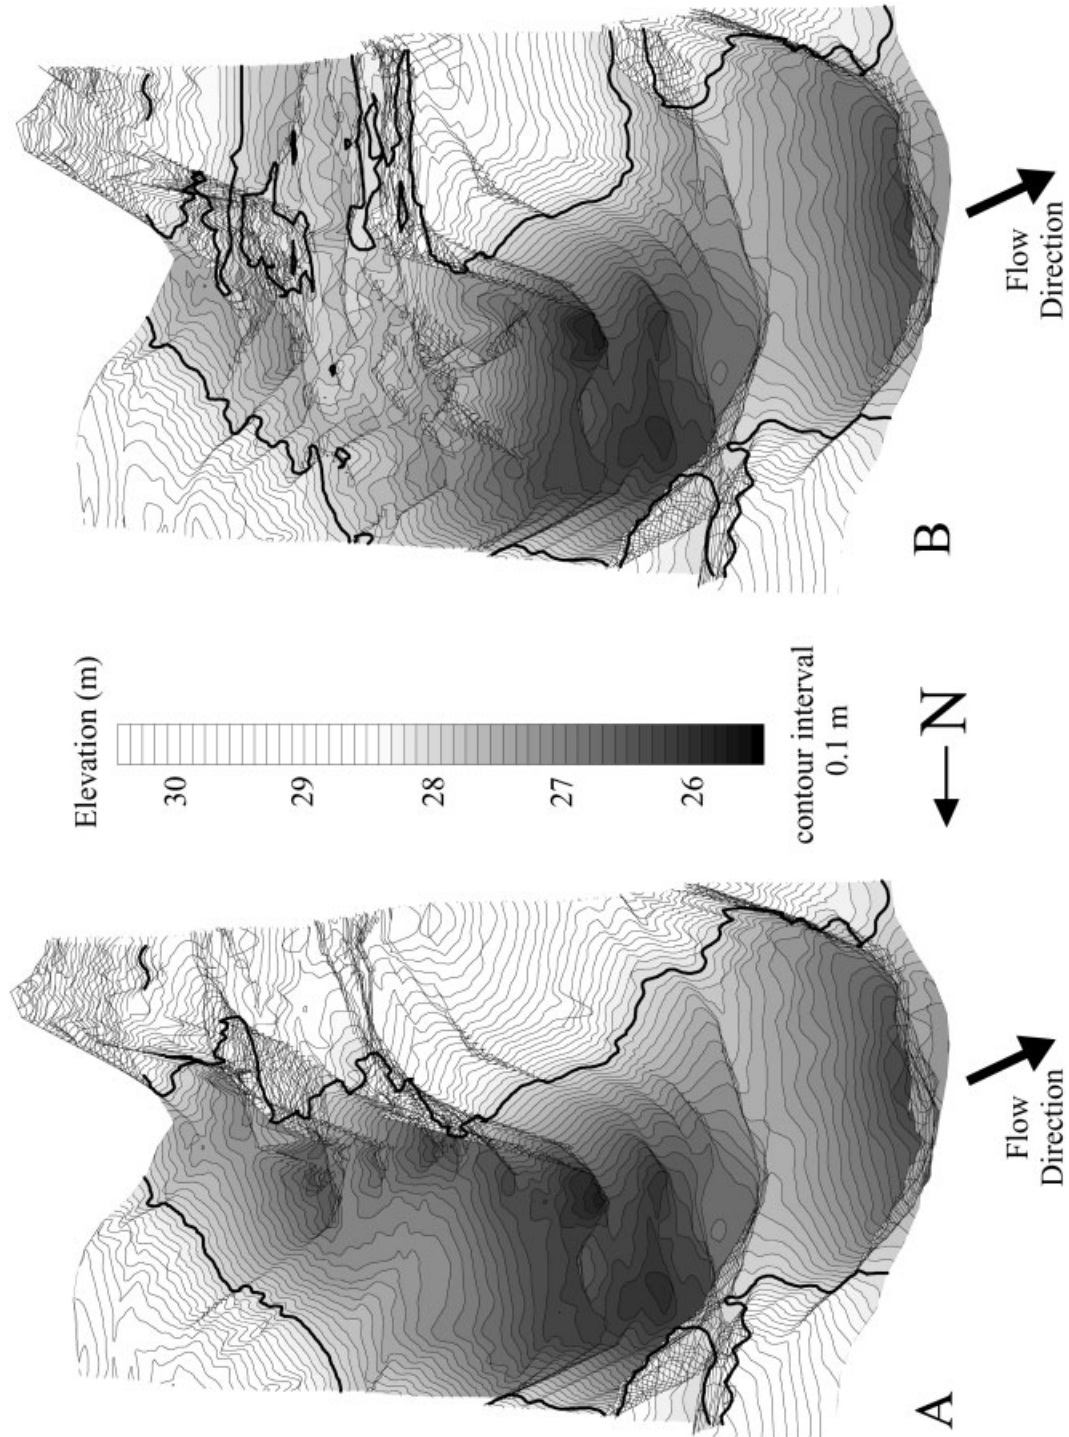 A
Flow
Direction
Elevation (m)
30
29
28
27
26
contour interval
0.1 m
N
B
Flow
Direction